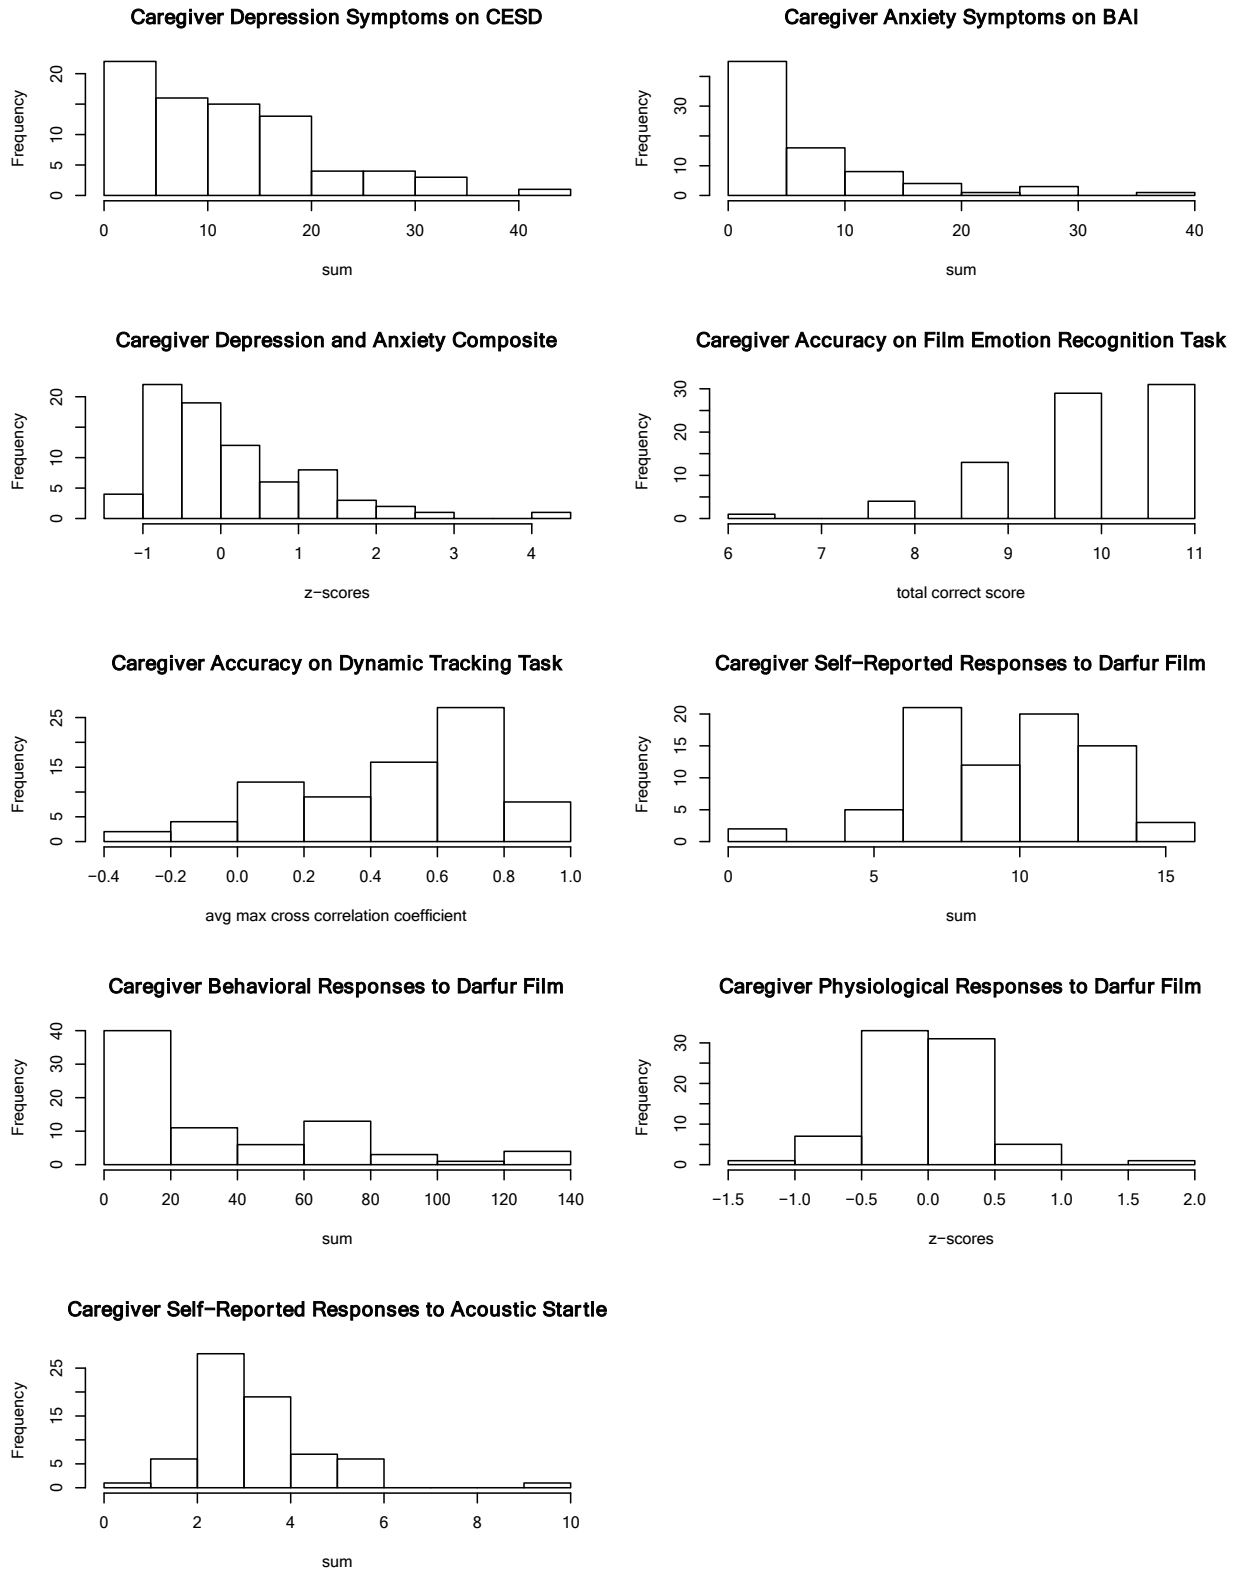 Caregiver Depression Symptoms on CESD
Frequency
0 5 10 20
0 10 20 30 40
sum
Caregiver Anxiety Symptoms on BAI
Frequency
0 10 30
0 10 20 30 40
sum
Caregiver Depression and Anxiety Composite
Frequency
0 5 10 20
−1 0 1 2 3 4
z−scores
Caregiver Accuracy on Film Emotion Recognition Task
Frequency
0 10 20 30
6 7 8 9 10 11
total correct score
Caregiver Accuracy on Dynamic Tracking Task
Frequency
0 5 15 25
−0.4 −0.2 0.0 0.2 0.4 0.6 0.8 1.0
avg max cross correlation coefficient
Caregiver Self−Reported Responses to Darfur Film
Frequency
0 5 10 15 20
0 5 10 15
sum
Caregiver Behavioral Responses to Darfur Film
Frequency
0 10 20 30 40
0 20 40 60 80 100 120 140
sum
Caregiver Physiological Responses to Darfur Film
Frequency
0 10 20 30
−1.5 −1.0 −0.5 0.0 0.5 1.0 1.5 2.0
z−scores
Caregiver Self−Reported Responses to Acoustic Startle
Frequency
0 5 15 25
0 2 4 6 8 10
sum